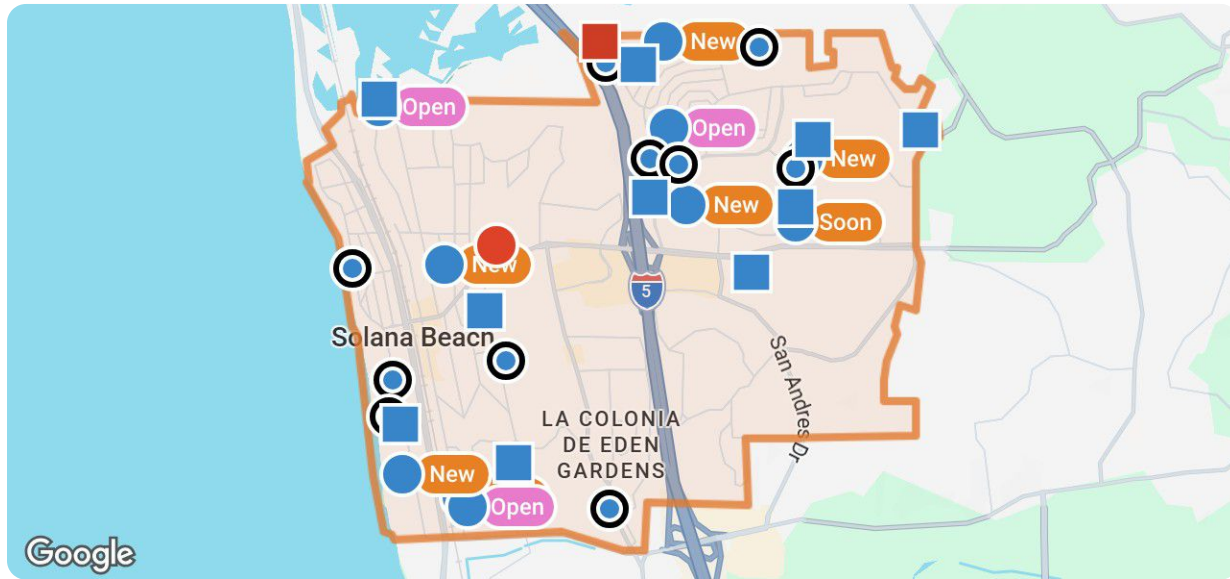 New
Open
Open
New
New
Soon
New
5
Solana Beach
San Andres Dr
LA COLONIA
DE EDEN
GARDENS
New
Open
Google